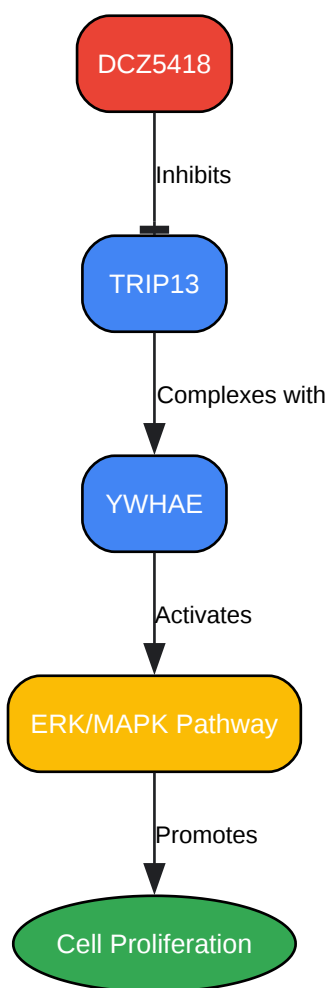 DCZ5418
Inhibits
TRIP13
Complexes with
YWHAE
Activates
ERK/MAPK Pathway
Promotes
Cell Proliferation